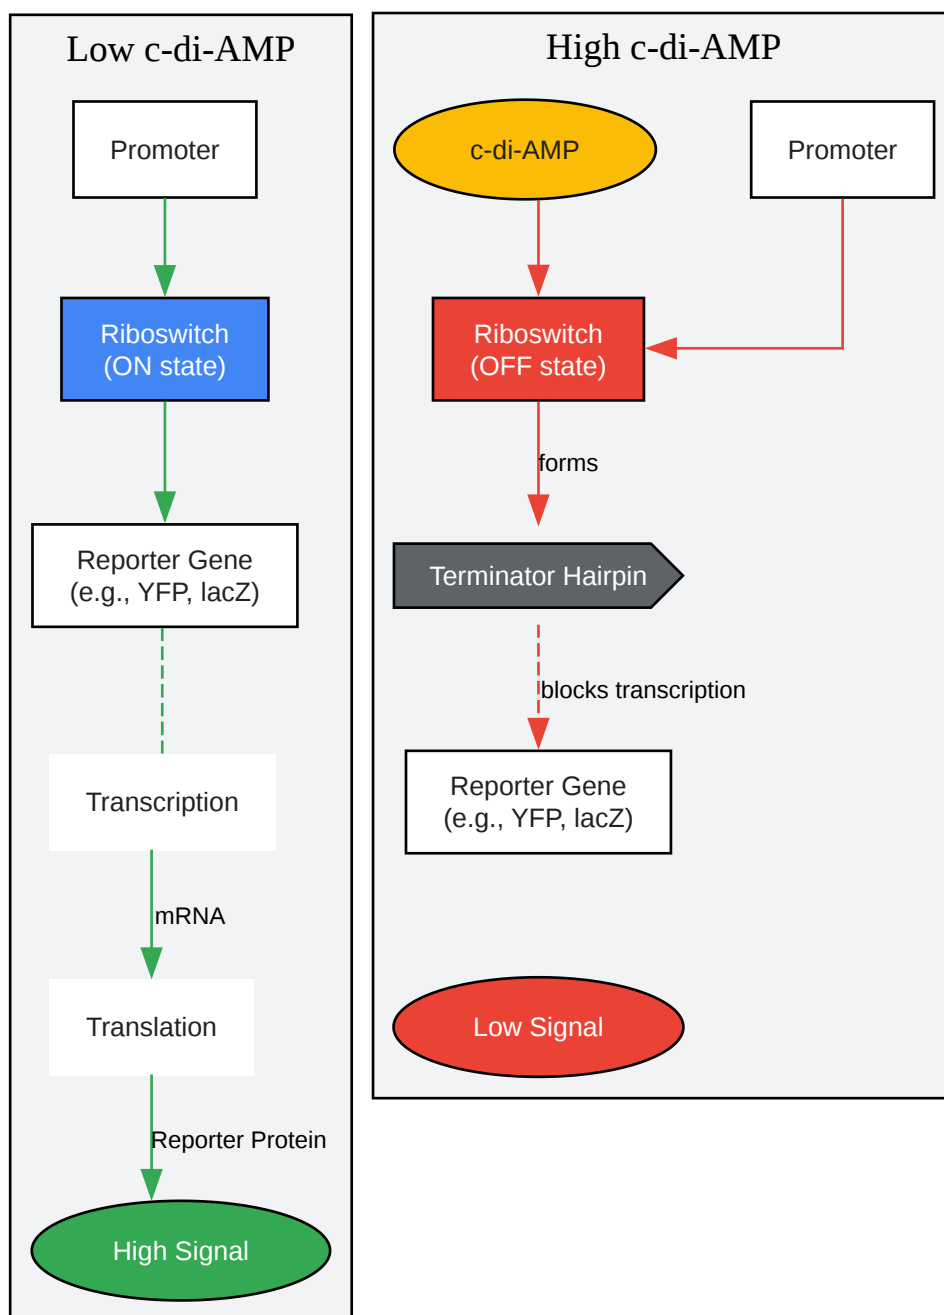 Low c-di-AMP
Promoter
Riboswitch
(ON state)
Reporter Gene
(e.g., YFP, lacZ)
Transcription
mRNA
Translation
Reporter Protein
High Signal
High c-di-AMP
c-di-AMP
Promoter
Riboswitch
(OFF state)
forms
Terminator Hairpin
blocks transcription
Reporter Gene
(e.g., YFP, lacZ)
Low Signal